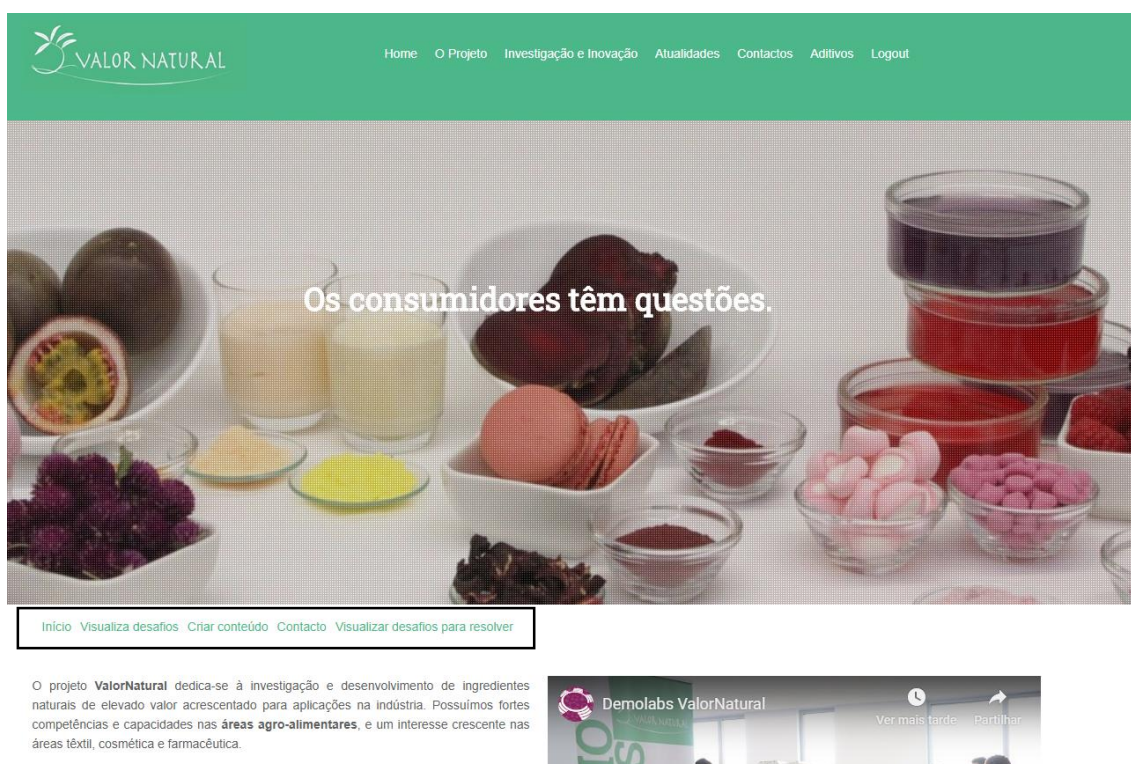 VALOR NATURAL
Home O Projeto Investigação e Inovação Atualidades Contactos Aditivos Logout
Os consumidores têm questões.
Início Visualiza desafios Criar conteúdo Contacto Visualizar desafios para resolver
O projeto ValorNatural dedica-se à investigação e desenvolvimento de ingredientes
naturais de elevado valor acrescentado para aplicações na indústria. Possuímos fortes
competências e capacidades nas áreas agro-alimentares, e um interesse crescente nas
áreas têxtil, cosmética e farmacêutica.
Demolabs ValorNatural
Ver mais tarde Partilhar
VALOR NATURAL